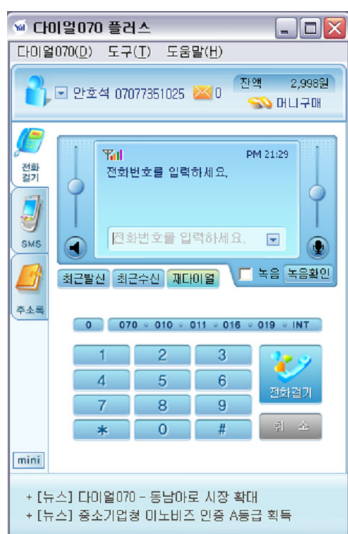 다이얼070 플러스
다이얼070(D) 도구(T) 도움말(H)
안호석 07077351025 0
잔액 2,998원
머니구매
전화걸기
SMS
주소록
PM 21:29
전화번호를 입력하세요.
전화번호를 입력하세요.
최근발신 최근수신 재다이얼 녹음 녹음확인
0 070 010 011 016 019 INT
1 2 3
4 5 6
7 8 9
* 0 #
전화걸기
취소
mini
+ [뉴스] 다이얼070 - 동남아로 시장 확대
+ [뉴스] 중소기업형 이노비즈 인증 A등급 획득